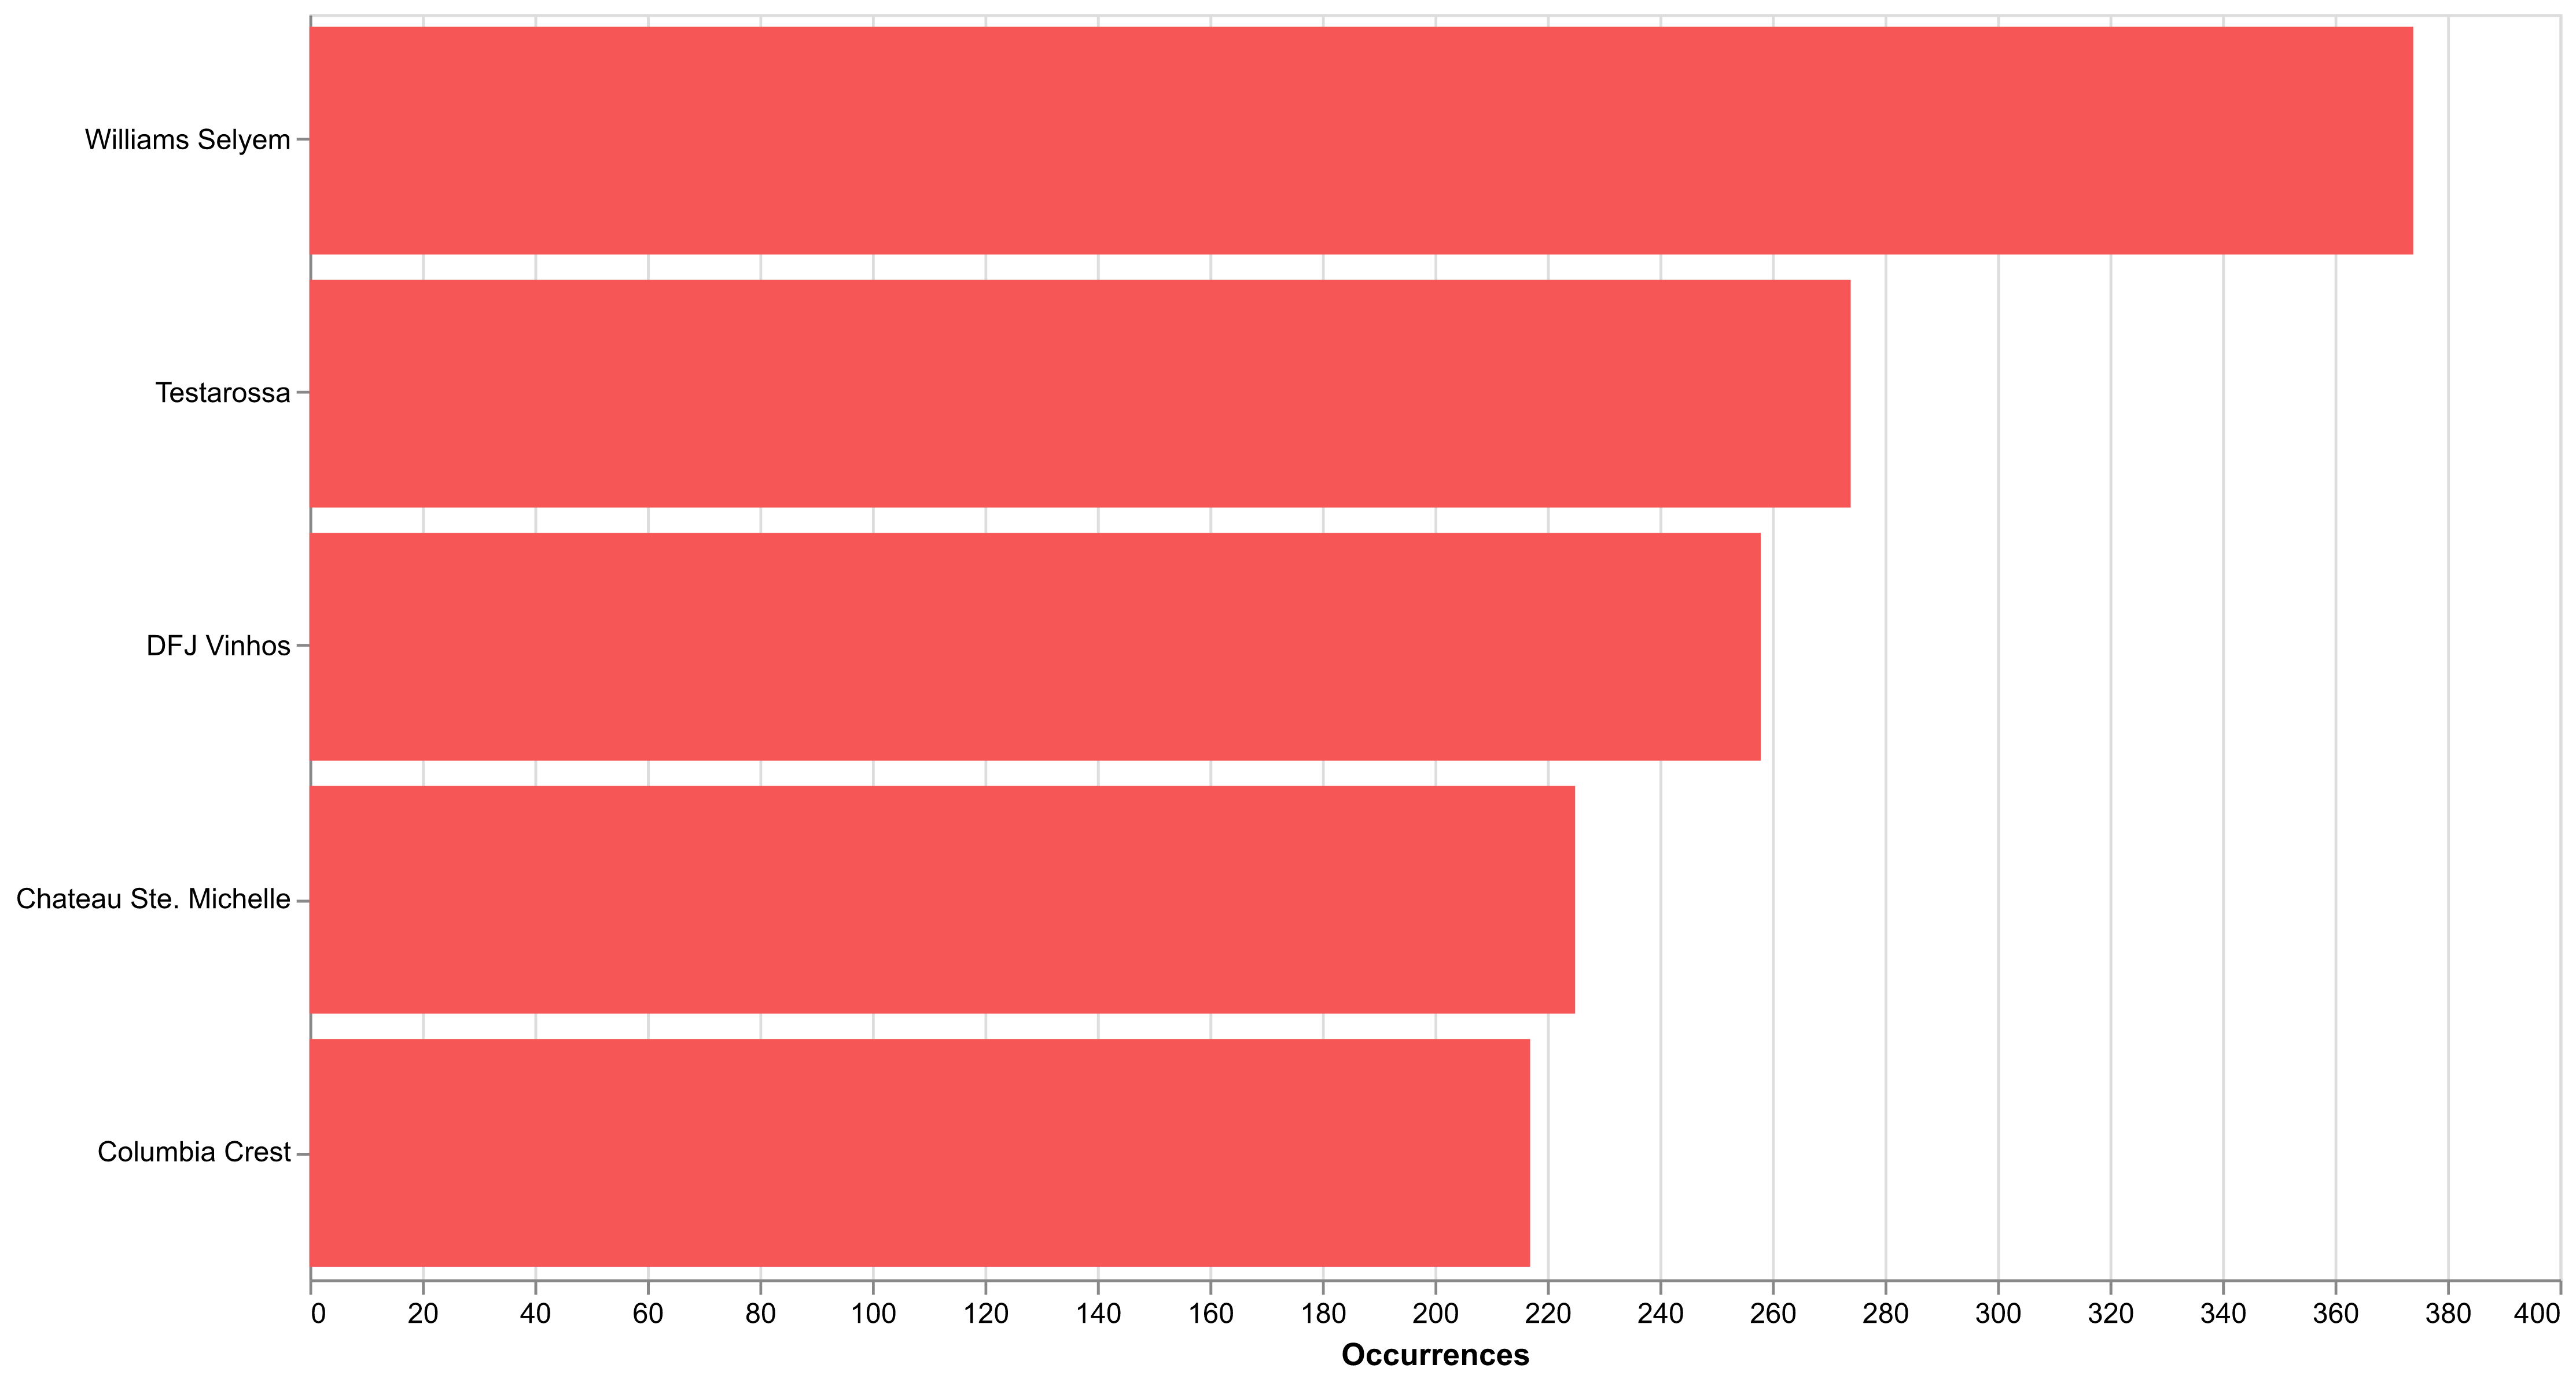 Williams Selyem
Testarossa
DFJ Vinhos
Chateau Ste. Michelle
Columbia Crest
0 20 40 60 80 100 120 140 160 180 200 220 240 260 280 300 320 340 360 380 400
Occurrences